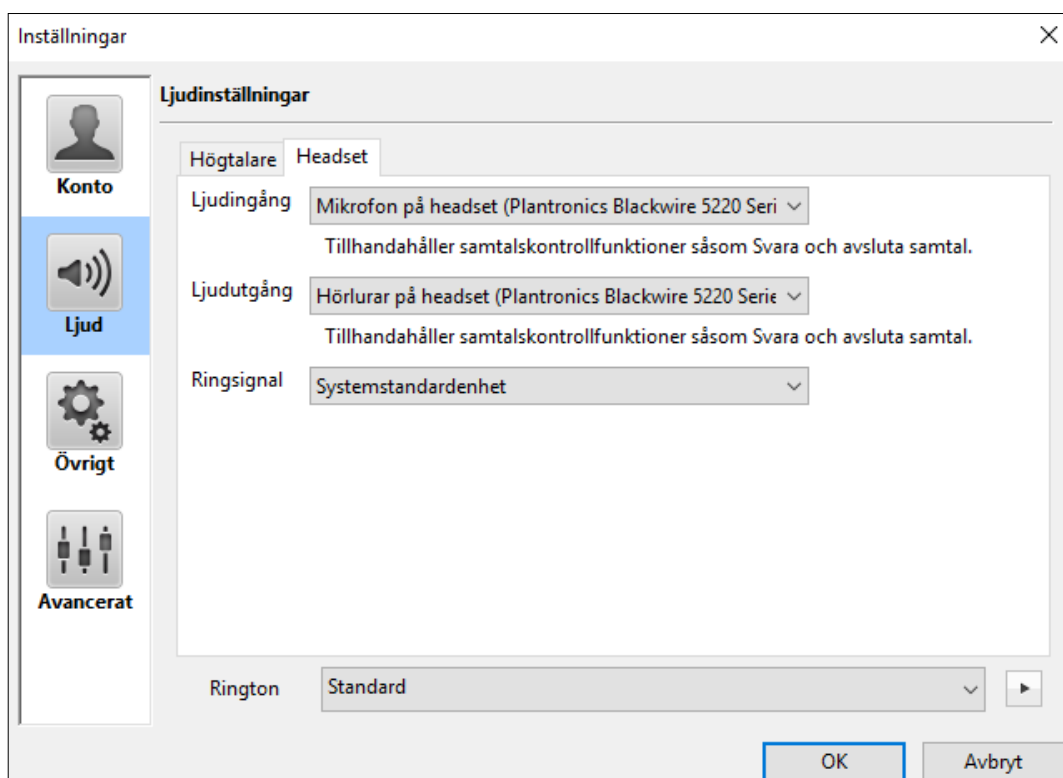 Inställningar
Konto
Ljud
Övrigt
Avancerat
Ljudinställningar
Högtalare
Headset
Ljudingång
Mikrofon på headset (Plantronics Blackwire 5220 Seri
Tillhandahåller samtalskontrollfunktioner såsom Svara och avsluta samtal.
Ljudutgång
Hörlurar på headset (Plantronics Blackwire 5220 Serie
Tillhandahåller samtalskontrollfunktioner såsom Svara och avsluta samtal.
Ringsignal
Systemstandardenhet
Rington
Standard
OK
Avbryt